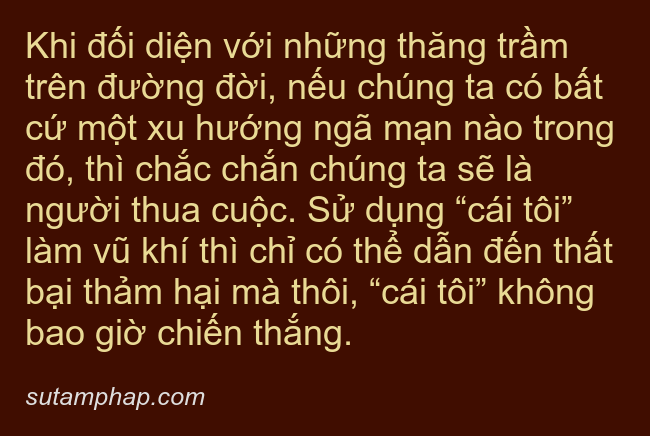 Khi đối diện với những thăng trầm
trên đường đời, nếu chúng ta có bất
cứ một xu hướng ngã mạn nào trong
đó, thì chắc chắn chúng ta sẽ là
người thua cuộc. Sử dụng “cái tôi”
làm vũ khí thì chỉ có thể dẫn đến thất
bại thảm hại mà thôi, “cái tôi” không
bao giờ chiến thắng.
sutamphap.com